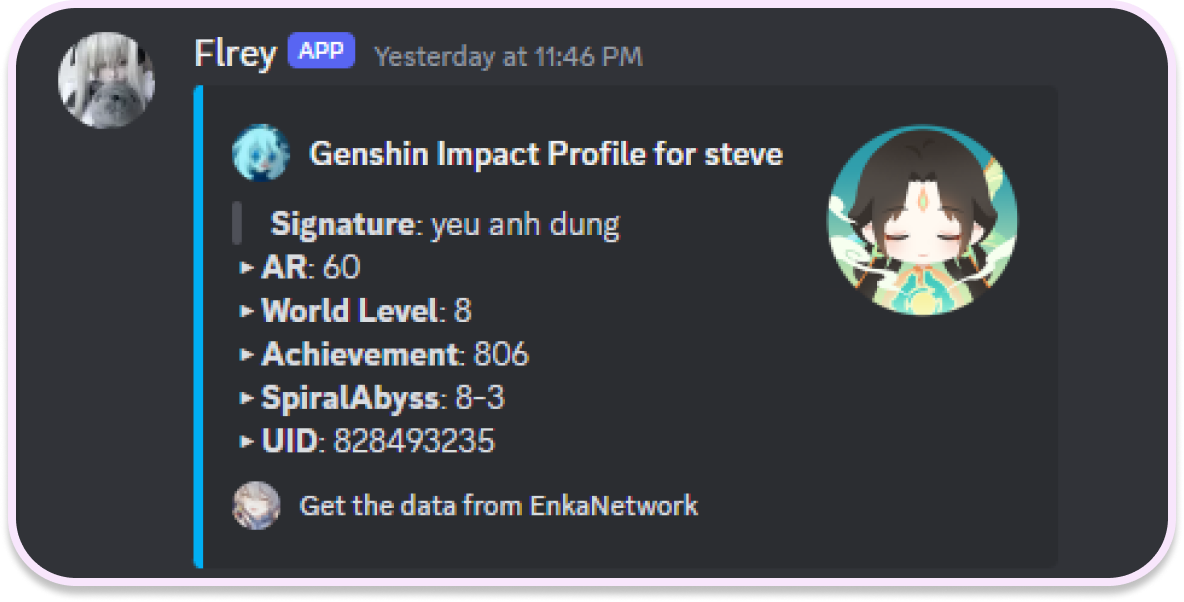 Flrey APP Yesterday at 11:46 PM
Genshin Impact Profile for steve
Signature: yeu anh dung
▸ AR: 60
▸ World Level: 8
▸ Achievement: 806
▸ SpiralAbyss: 8-3
▸ UID: 828493235
Get the data from EnkaNetwork